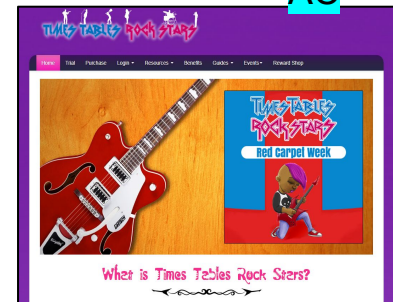 TIMES TABLES ROCK STARS
Home Trial Purchase Login Resources Benefits Guides Events Reward Shop
TIMES TABLES
ROCK STARS
Red Carpet Week
What is Times Tables Rock Stars?